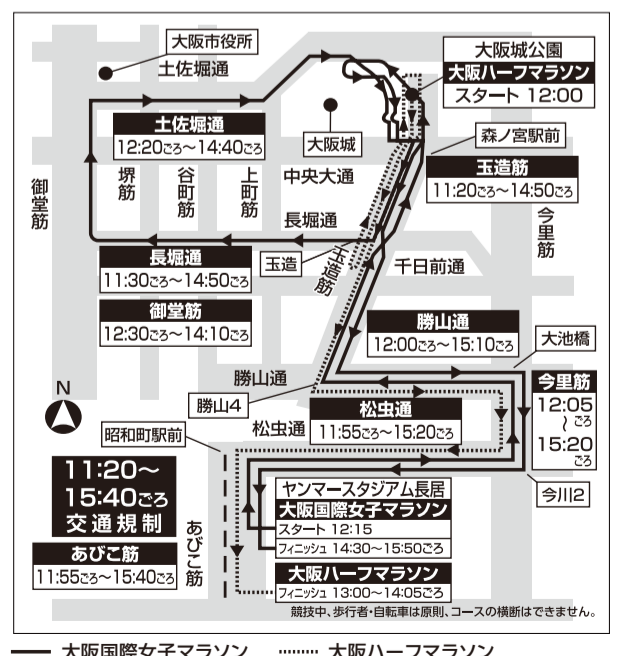 大阪市役所
土佐堀通
大阪城公園
大阪ハーフマラソン
スタート 12:00
土佐堀通
12:20ごろ〜14:40ごろ
大阪城
森ノ宮駅前
玉造筋
11:20ごろ〜14:50ごろ
御堂筋
堺筋
谷町筋
上町筋
中央大通
今里筋
長堀通
長堀通
11:30ごろ〜14:50ごろ
玉造
玉造筋
千日前通
御堂筋
12:30ごろ〜14:10ごろ
勝山通
12:00ごろ〜15:10ごろ
大池橋
勝山通
勝山4
今里筋
12:05
〜ごろ
15:20
ごろ
N
昭和町駅前
松虫通
松虫通
11:55ごろ〜15:20ごろ
今川2
11:20〜
15:40ごろ
交通規制
あびこ筋
11:55ごろ〜15:40ごろ
あびこ筋
ヤンマースタジアム長居
大阪国際女子マラソン
スタート 12:15
フィニッシュ 14:30〜15:50ごろ
大阪ハーフマラソン
フィニッシュ 13:00〜14:05ごろ
競技中、歩行者・自転車は原則、コースの横断はできません。
大阪国際女子マラソン 大阪ハーフマラソン